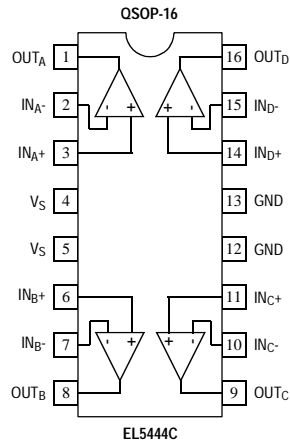 QSOP-16
OUTA 1 16 OUTD
INA- 2 - + + - 15 IND-
INA+ 3 14 IND+
VS 4 13 GND
VS 5 12 GND
INB+ 6 11 INC+
INB- 7 - + + - 10 INC-
OUTB 8 9 OUTC
EL5444C